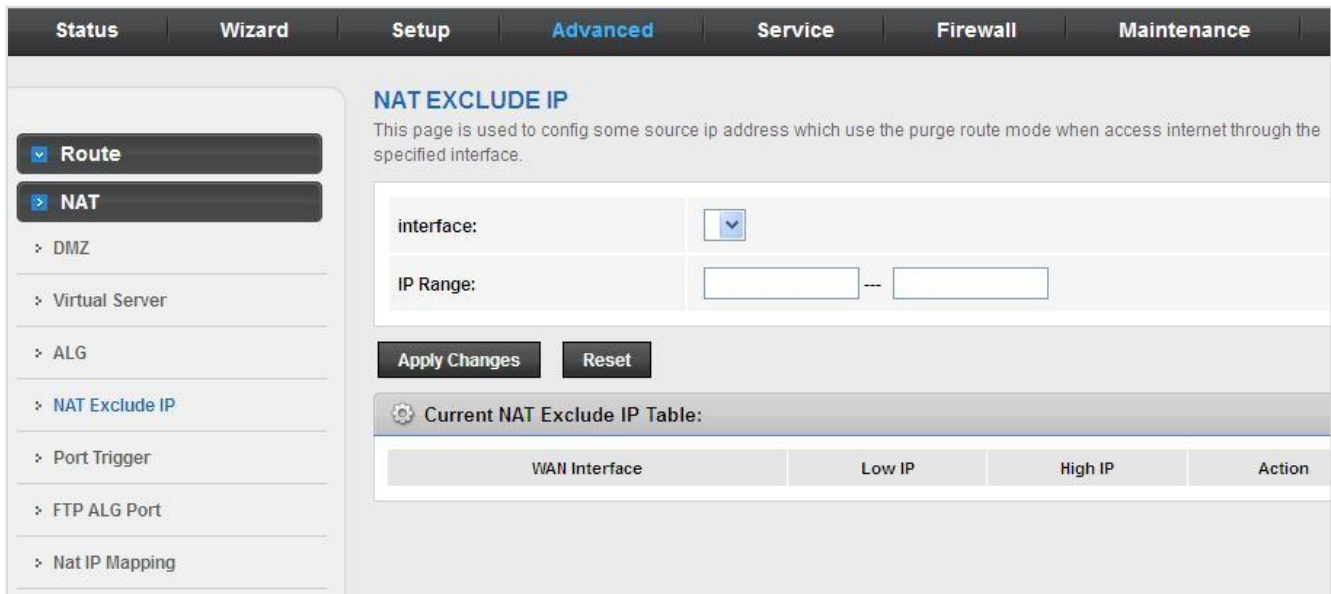 Status Wizard Setup Advanced Service Firewall Maintenance
Route
NAT
DMZ
Virtual Server
ALG
NAT Exclude IP
Port Trigger
FTP ALG Port
Nat IP Mapping
NAT EXCLUDE IP
This page is used to config some source ip address which use the purge route mode when access internet through the
specified interface.
interface:
IP Range: ---
Apply Changes Reset
Current NAT Exclude IP Table:
WAN Interface Low IP High IP Action